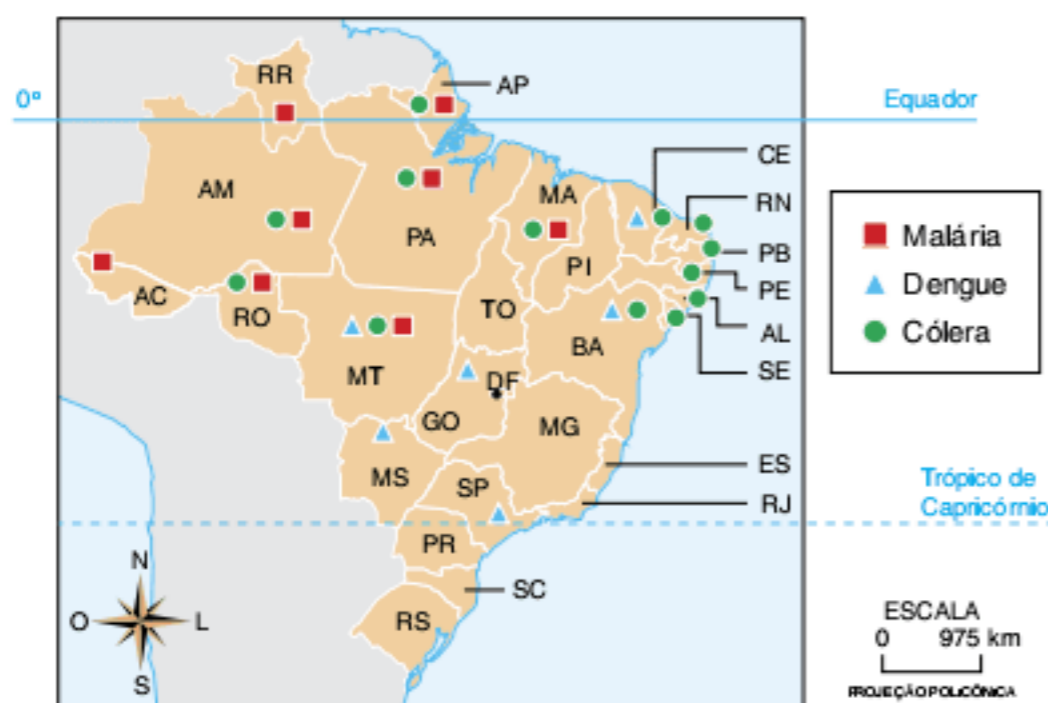 RR
AP
0°
Equador
CE
AM
MA
RN
PA
PB
PI
PE
AC
RO
TO
AL
BA
SE
MT
DF
GO
MG
MS
SP
ES
RJ
PR
SC
RS
Malária
Dengue
Cólera
Trópico de
Capricórnio
N
O
L
S
ESCALA
0 975 km
PROJEÇÃO POLICÔNICA